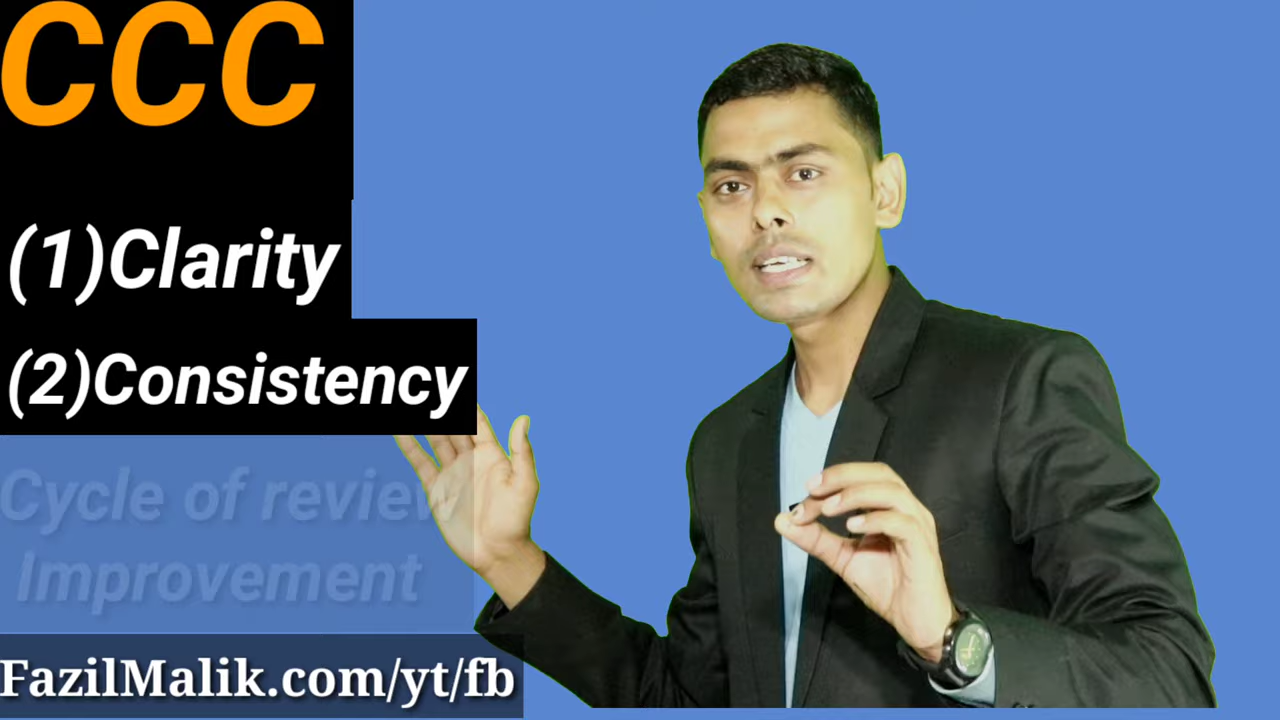 CCC
(1)Clarity
(2)Consistency
Cycle of review
Improvement
FazilMalik.com/yt/fb